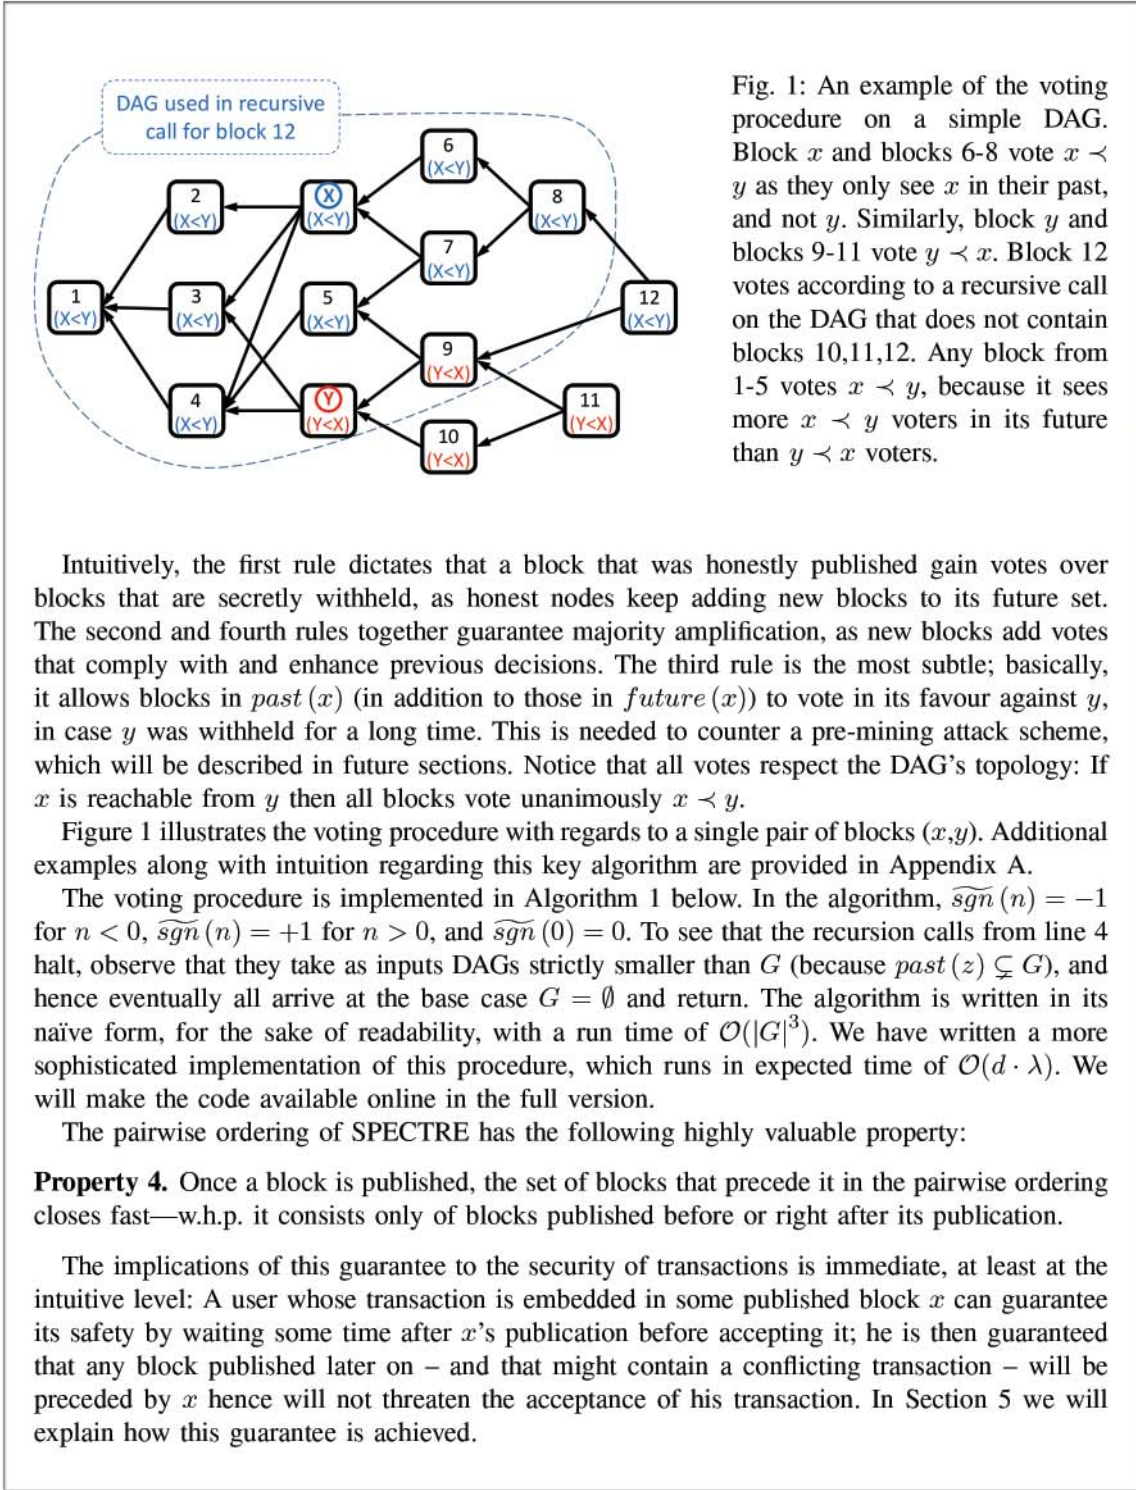 DAG used in recursive
call for block 12
6
(X<Y)
2
(X<Y)
X
(X<Y)
8
(X<Y)
7
(X<Y)
1
(X<Y)
3
(X<Y)
5
(X<Y)
12
(X<Y)
9
(Y<X)
4
(X<Y)
Y
(Y<X)
11
(Y<X)
10
(Y<X)
Fig. 1: An example of the voting
procedure on a simple DAG.
Block x and blocks 6-8 vote x ≺
y as they only see x in their past,
and not y. Similarly, block y and
blocks 9-11 vote y ≺ x. Block 12
votes according to a recursive call
on the DAG that does not contain
blocks 10,11,12. Any block from
1-5 votes x ≺ y, because it sees
more x ≺ y voters in its future
than y ≺ x voters.
Intuitively, the first rule dictates that a block that was honestly published gain votes over
blocks that are secretly withheld, as honest nodes keep adding new blocks to its future set.
The second and fourth rules together guarantee majority amplification, as new blocks add votes
that comply with and enhance previous decisions. The third rule is the most subtle; basically,
it allows blocks in past (x) (in addition to those in future (x)) to vote in its favour against y,
in case y was withheld for a long time. This is needed to counter a pre-mining attack scheme,
which will be described in future sections. Notice that all votes respect the DAG's topology: If
x is reachable from y then all blocks vote unanimously x ≺ y.
Figure 1 illustrates the voting procedure with regards to a single pair of blocks (x,y). Additional
examples along with intuition regarding this key algorithm are provided in Appendix A.
The voting procedure is implemented in Algorithm 1 below. In the algorithm, s͠gn (n) = −1
for n < 0, s͠gn (n) = +1 for n > 0, and s͠gn (0) = 0. To see that the recursion calls from line 4
halt, observe that they take as inputs DAGs strictly smaller than G (because past (z) ⊊ G), and
hence eventually all arrive at the base case G = ∅ and return. The algorithm is written in its
naïve form, for the sake of readability, with a run time of O(|G|³). We have written a more
sophisticated implementation of this procedure, which runs in expected time of O(d · λ). We
will make the code available online in the full version.
The pairwise ordering of SPECTRE has the following highly valuable property:
Property 4. Once a block is published, the set of blocks that precede it in the pairwise ordering
closes fast—w.h.p. it consists only of blocks published before or right after its publication.
The implications of this guarantee to the security of transactions is immediate, at least at the
intuitive level: A user whose transaction is embedded in some published block x can guarantee
its safety by waiting some time after x's publication before accepting it; he is then guaranteed
that any block published later on – and that might contain a conflicting transaction – will be
preceded by x hence will not threaten the acceptance of his transaction. In Section 5 we will
explain how this guarantee is achieved.